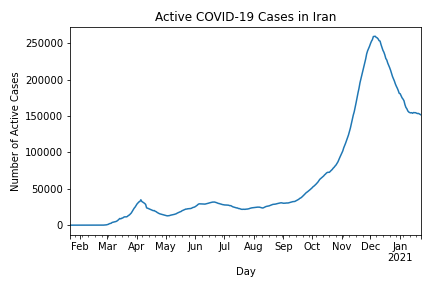 Active COVID-19 Cases in Iran
250000
200000
150000
100000
50000
0
Number of Active Cases
Feb Mar Apr May Jun Jul Aug Sep Oct Nov Dec Jan
2021
Day